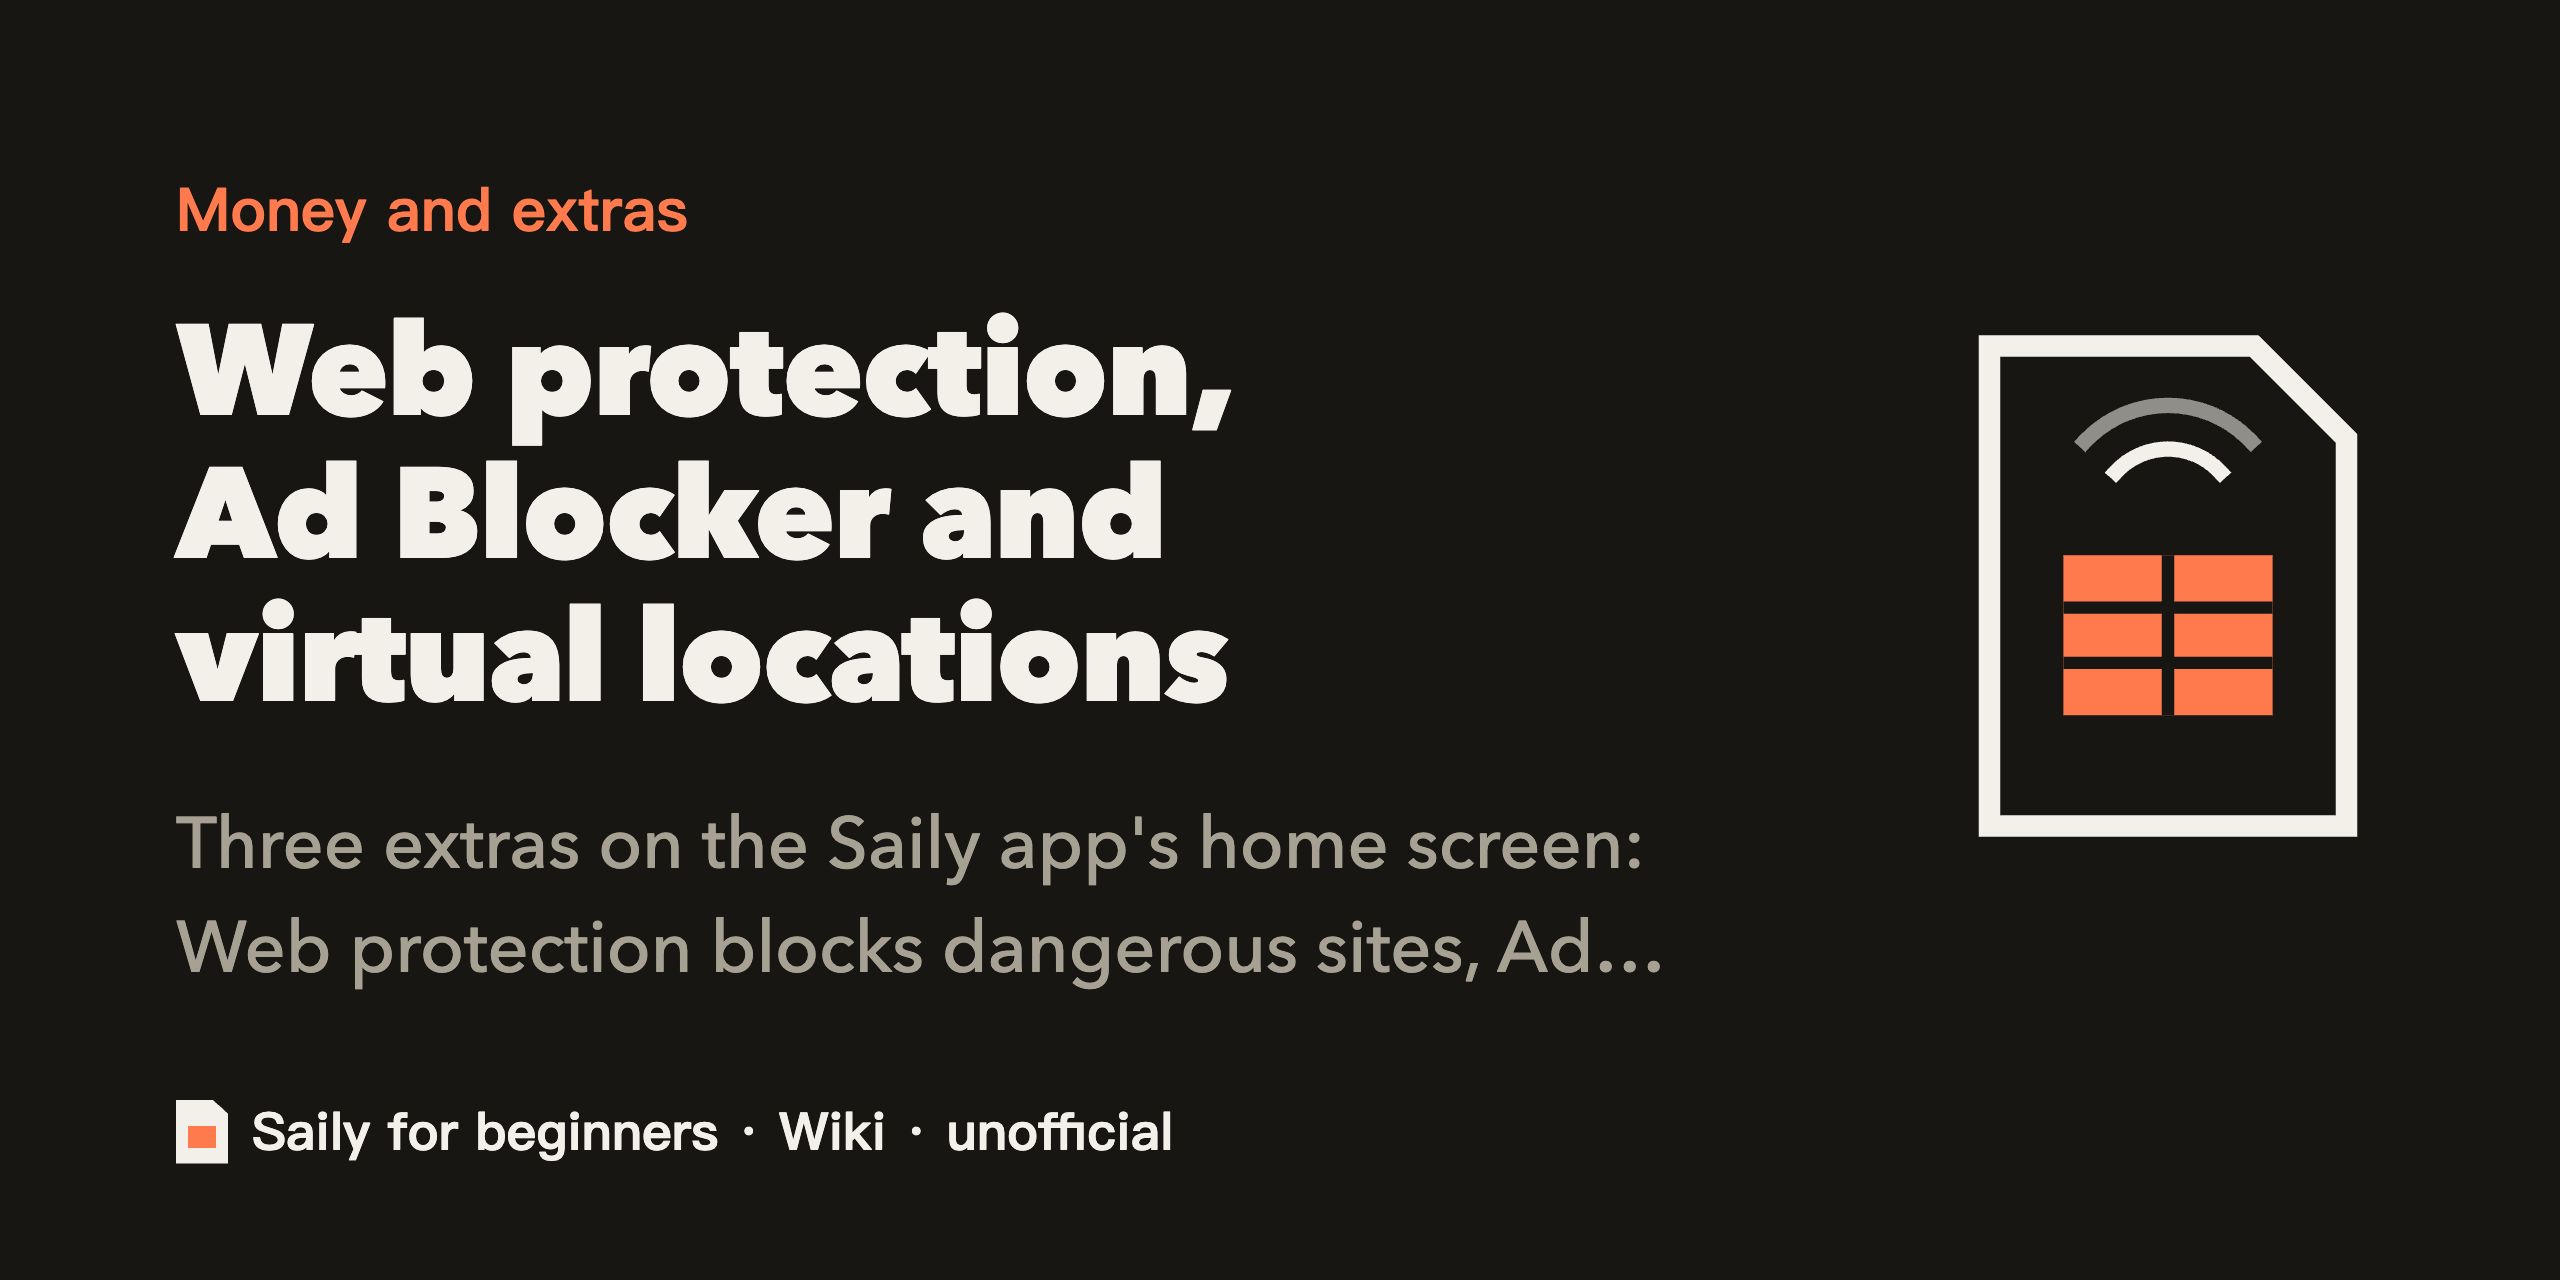 Money and extras
Web protection,
Ad Blocker and
virtual locations
Three extras on the Saily app's home screen:
Web protection blocks dangerous sites, Ad...
Saily for beginners · Wiki · unofficial